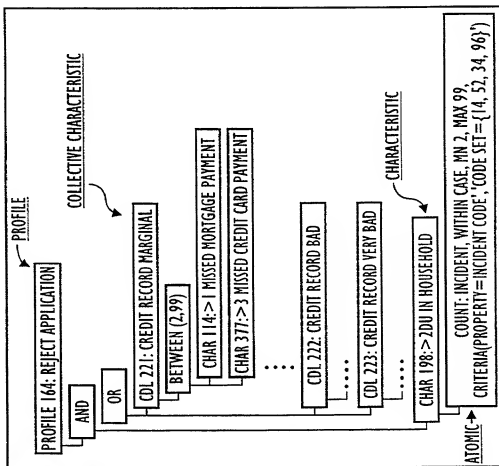 PROFILE
PROFILE 164: REJECT APPLICATION
AND
OR
COLLECTIVE CHARACTERISTIC
CDL 221: CREDIT RECORD MARGINAL
BETWEEN (2,99)
CHAR 114:> 1 MISSED MORTGAGE PAYMENT
CHAR 377:> 3 MISSED CREDIT CARD PAYMENT
CDL 222: CREDIT RECORD BAD
CDL 223: CREDIT RECORD VERY BAD
CHARACTERISTIC
CHAR 198:> 2DU IN HOUSEHOLD
COUNT: INCIDENT, WITHIN CASE, MN 2, MAX 99,
CRITERIA(PROPERTY='INCIDENT CODE','CODE SET={14, 52, 34, 96}')
ATOMIC